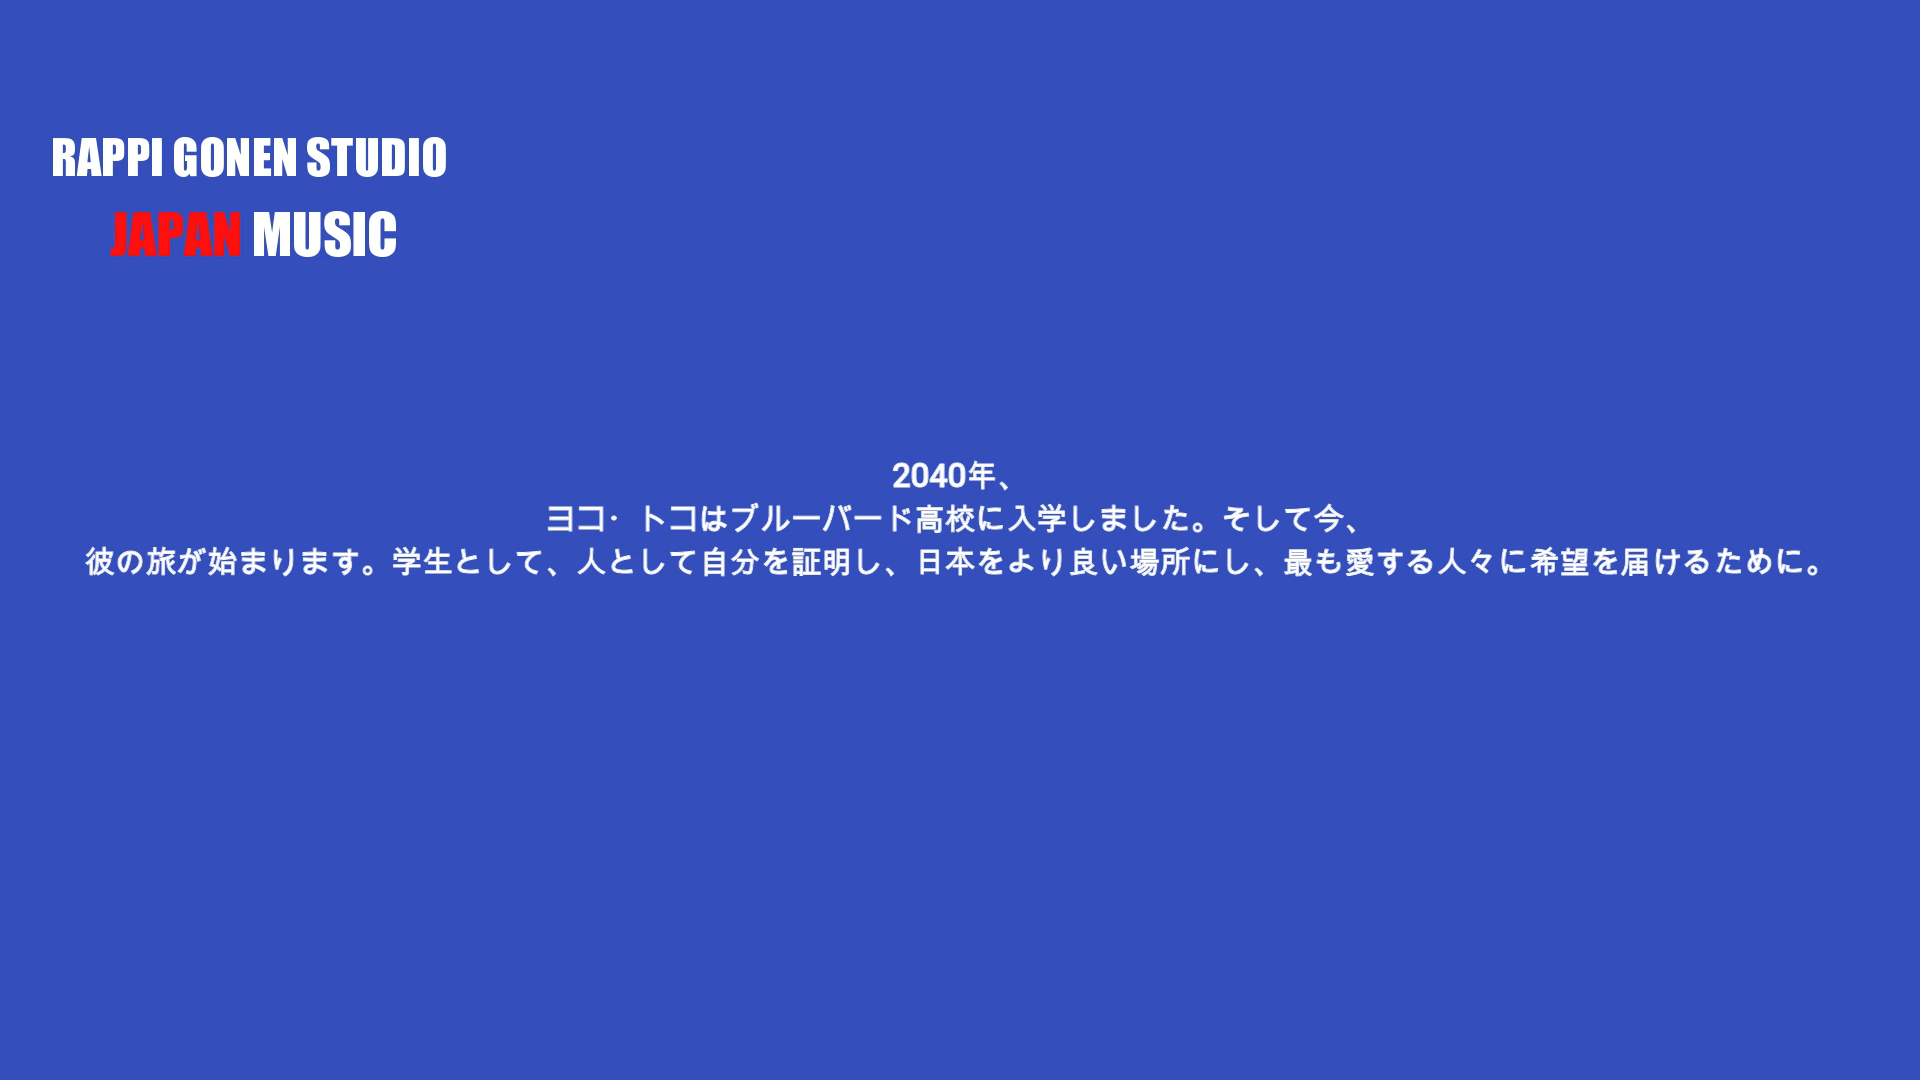 RAPPI GONEN STUDIO
JAPAN MUSIC
2040年、
ヨコ・トコはブルーバード高校に入学しました。そして今、
彼の旅が始まります。学生として、人として自分を証明し、日本をより良い場所にし、最も愛する人々に希望を届けるために。